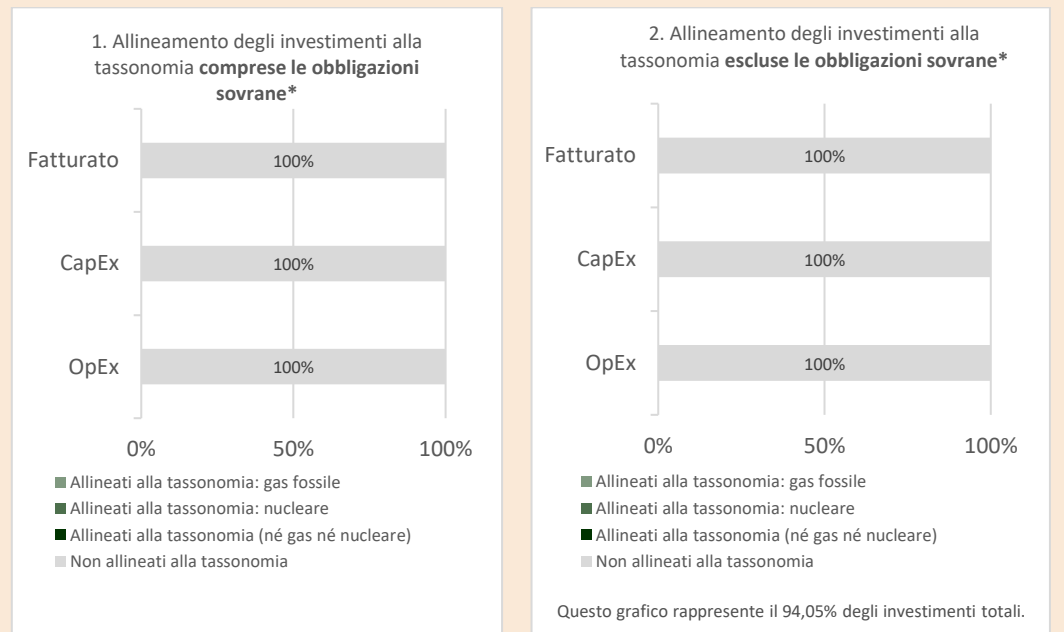 1. Allineamento degli investimenti alla
tassonomia comprese le obbligazioni
sovrane*
Fatturato
100%
CapEx
100%
OpEx
100%
0%
50%
100%
Allineati alla tassonomia: gas fossile
Allineati alla tassonomia: nucleare
Allineati alla tassonomia (né gas né nucleare)
Non allineati alla tassonomia
2. Allineamento degli investimenti alla
tassonomia escluse le obbligazioni sovrane*
Fatturato
100%
CapEx
100%
OpEx
100%
0%
50%
100%
Allineati alla tassonomia: gas fossile
Allineati alla tassonomia: nucleare
Allineati alla tassonomia (né gas né nucleare)
Non allineati alla tassonomia
Questo grafico rappresente il 94,05% degli investimenti totali.